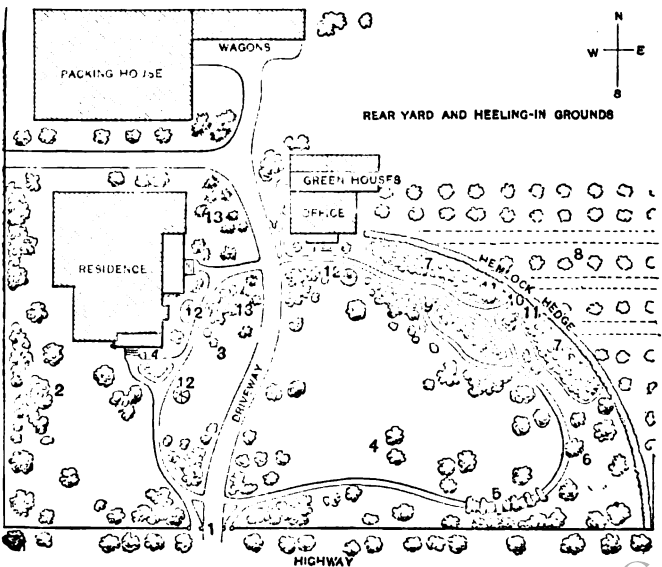 N
WAGONS
W E
PACKING HOUSE
S
REAR YARD AND HEELING-IN GROUNDS
GREEN HOUSES
13
OFFICE
8
7
HEMLOCK HEDGE
RESIDENCE
12
10
9
12
13
11
3
7
14
12
2
DRIVEWAY
4
6
5
1
HIGHWAY